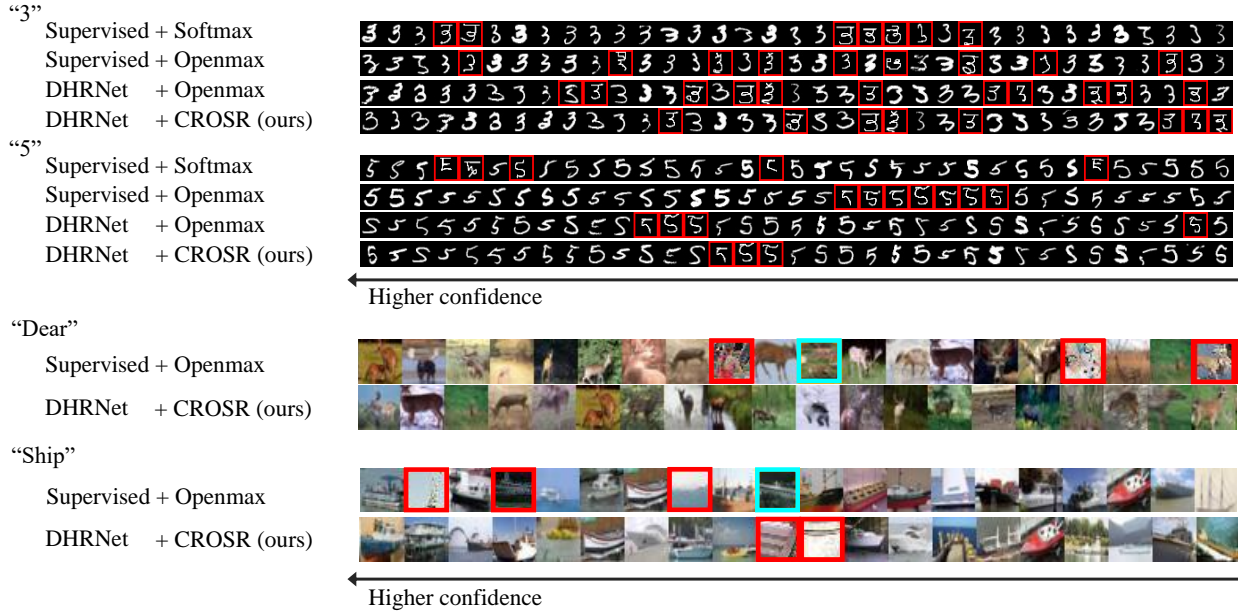 “3”
Supervised + Softmax
Supervised + Openmax
DHRNet + Openmax
DHRNet + CROSR (ours)
“5”
Supervised + Softmax
Supervised + Openmax
DHRNet + Openmax
DHRNet + CROSR (ours)
Higher confidence
“Dear”
Supervised + Openmax
DHRNet + CROSR (ours)
“Ship”
Supervised + Openmax
DHRNet + CROSR (ours)
Higher confidence